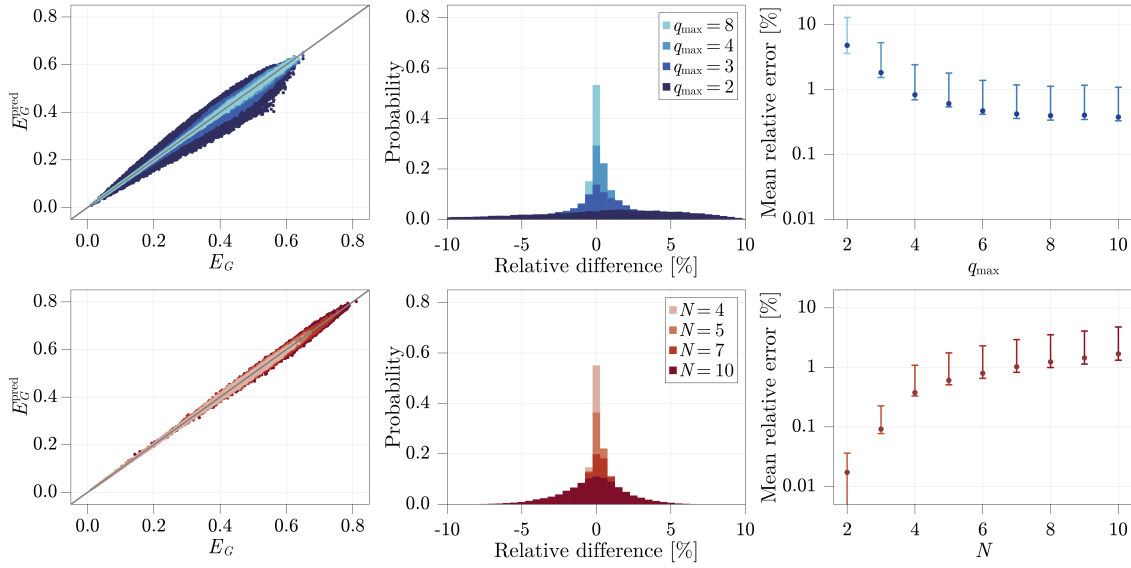 0.8
0.6
0.4
0.2
0.0
E_G^pred
0.0 0.2 0.4 0.6 0.8
E_G
0.8
0.6
0.4
0.2
0.0
Probability
q_max = 8
q_max = 4
q_max = 3
q_max = 2
-10 -5 0 5 10
Relative difference [%]
10
1
0.1
0.01
Mean relative error [%]
2 4 6 8 10
q_max
0.8
0.6
0.4
0.2
0.0
E_G^pred
0.0 0.2 0.4 0.6 0.8
E_G
0.8
0.6
0.4
0.2
0.0
Probability
N = 4
N = 5
N = 7
N = 10
-10 -5 0 5 10
Relative difference [%]
10
1
0.1
0.01
Mean relative error [%]
2 4 6 8 10
N